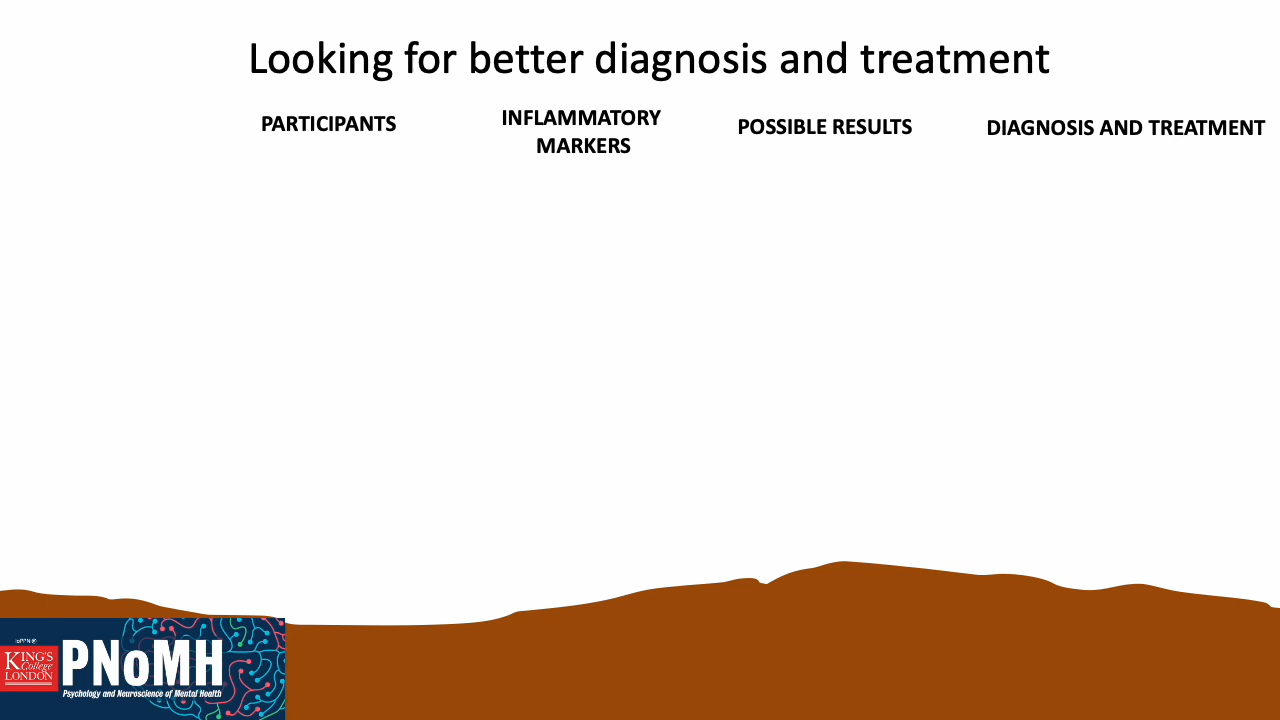 Looking for better diagnosis and treatment
PARTICIPANTS
INFLAMMATORY
MARKERS
POSSIBLE RESULTS
DIAGNOSIS AND TREATMENT
IoPPN
KING'S
College
LONDON
PNoMH
Psychology and Neuroscience of Mental Health